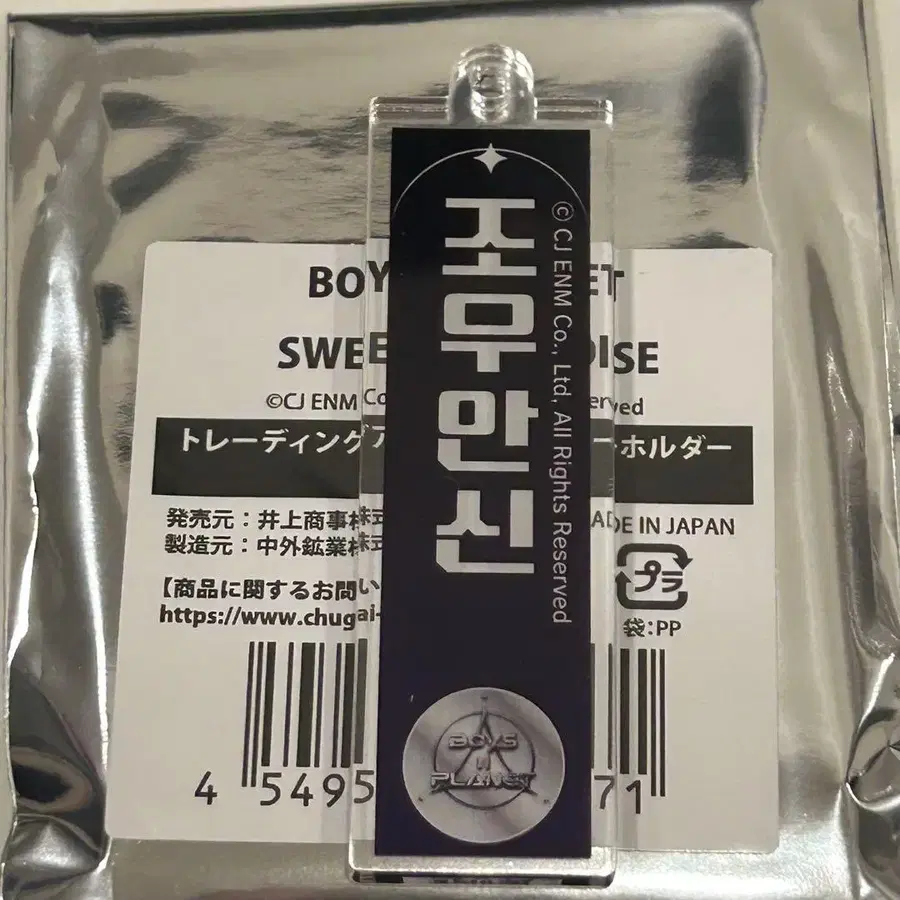 조우안신
© CJ ENM Co., Ltd, All Rights Reserved
BOYS
II
PLANET
BOY ET
SWEE ISE
©CJ ENM Co erved
トレーディングア ーホルダー
発売元：井上商事株式
製造元：中外鉱業株式
ADE IN JAPAN
プラ
袋:PP
【商品に関するお問い
https://www.chugai-
4 5495 71